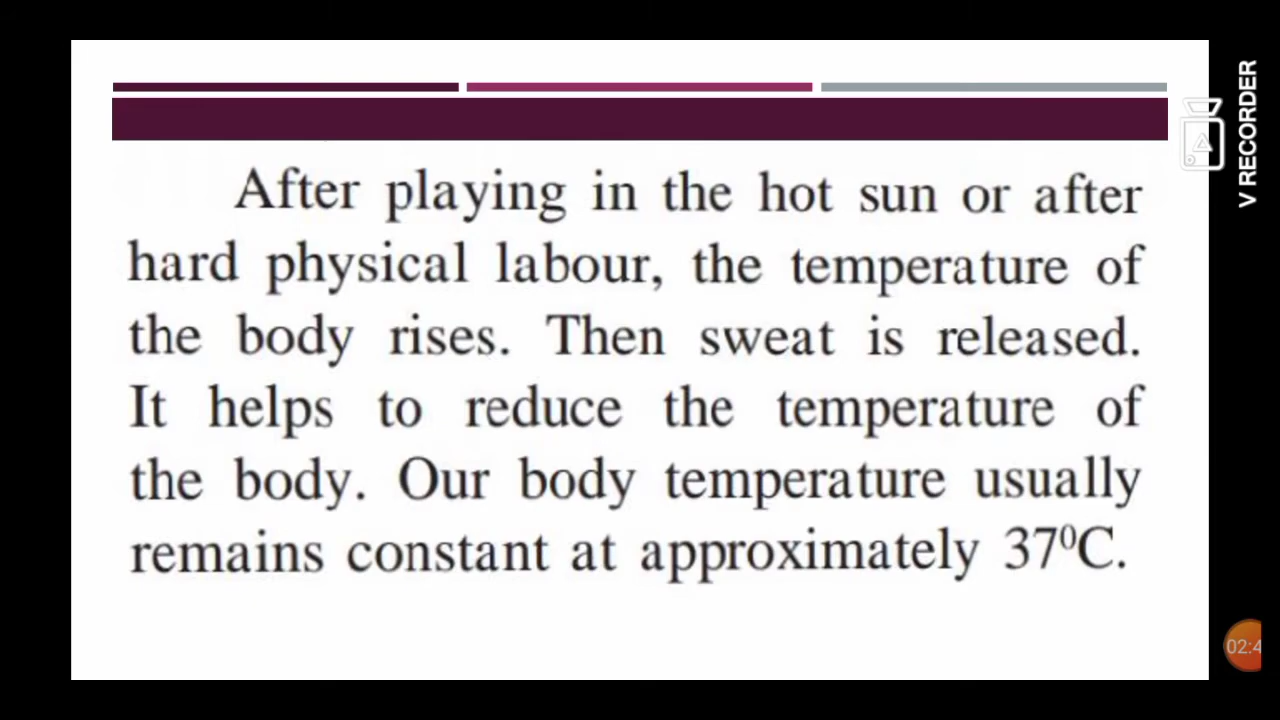 After playing in the hot sun or after
hard physical labour, the temperature of
the body rises. Then sweat is released.
It helps to reduce the temperature of
the body. Our body temperature usually
remains constant at approximately 37⁰C.
V RECORDER
02:4